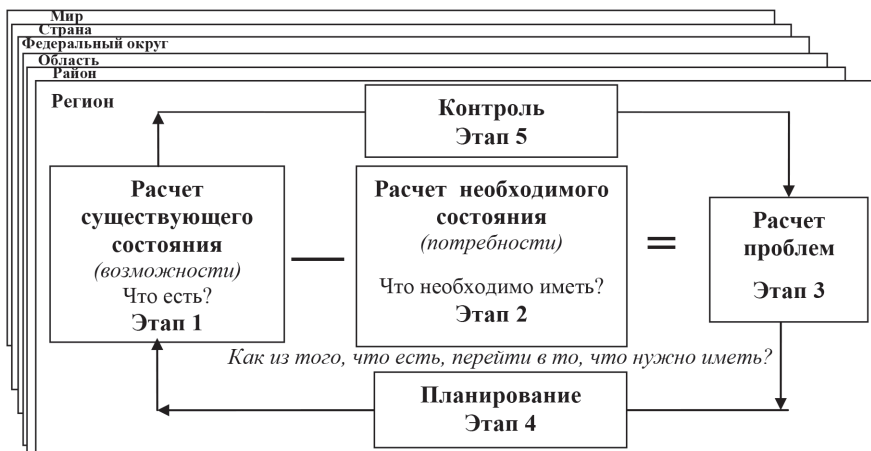 Мир
Страна
Федеральный округ
Область
Район
Регион
Контроль
Этап 5
Расчет
существующего
состояния
(возможности)
Что есть?
Этап 1
—
Расчет необходимого
состояния
(потребности)
Что необходимо иметь?
Этап 2
=
Расчет
проблем
Этап 3
Как из того, что есть, перейти в то, что нужно иметь?
Планирование
Этап 4